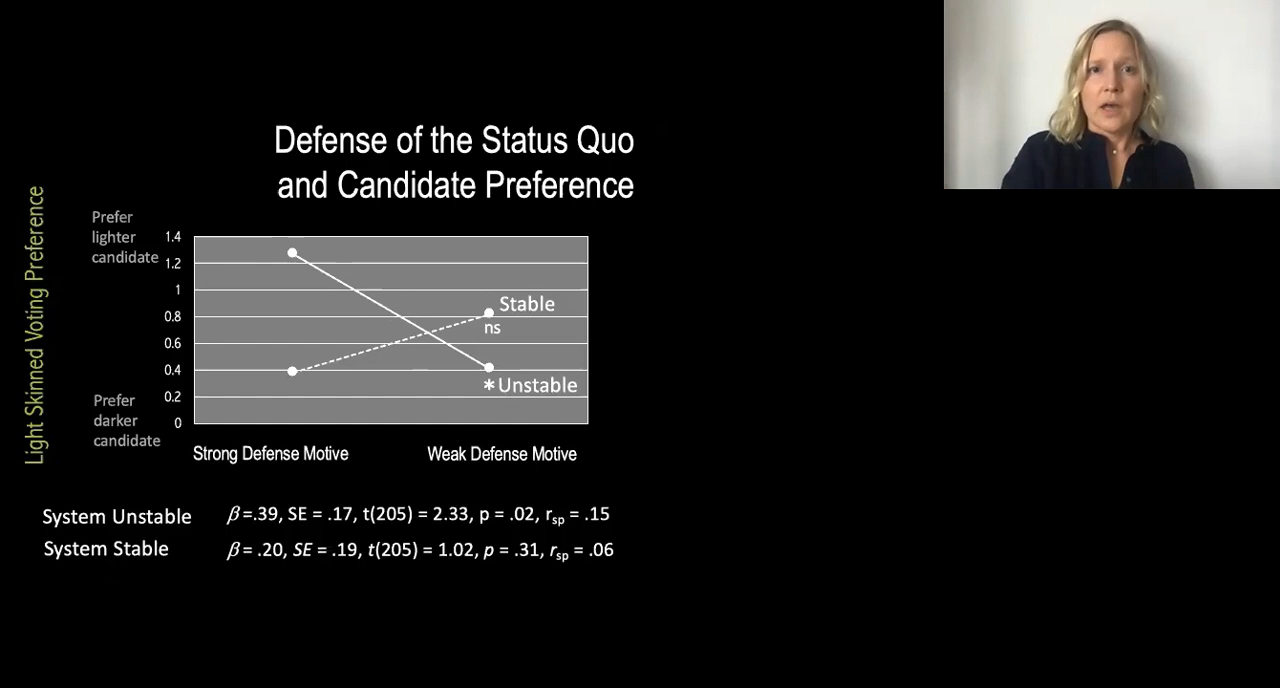 Defense of the Status Quo
and Candidate Preference
Light Skinned Voting Preference
Prefer
lighter
candidate
Prefer
darker
candidate
1.4
1.2
1
0.8
0.6
0.4
0.2
0
Stable
ns
* Unstable
Strong Defense Motive
Weak Defense Motive
System Unstable β =.39, SE = .17, t(205) = 2.33, p = .02, rsp = .15
System Stable β = .20, SE = .19, t(205) = 1.02, p = .31, rsp = .06